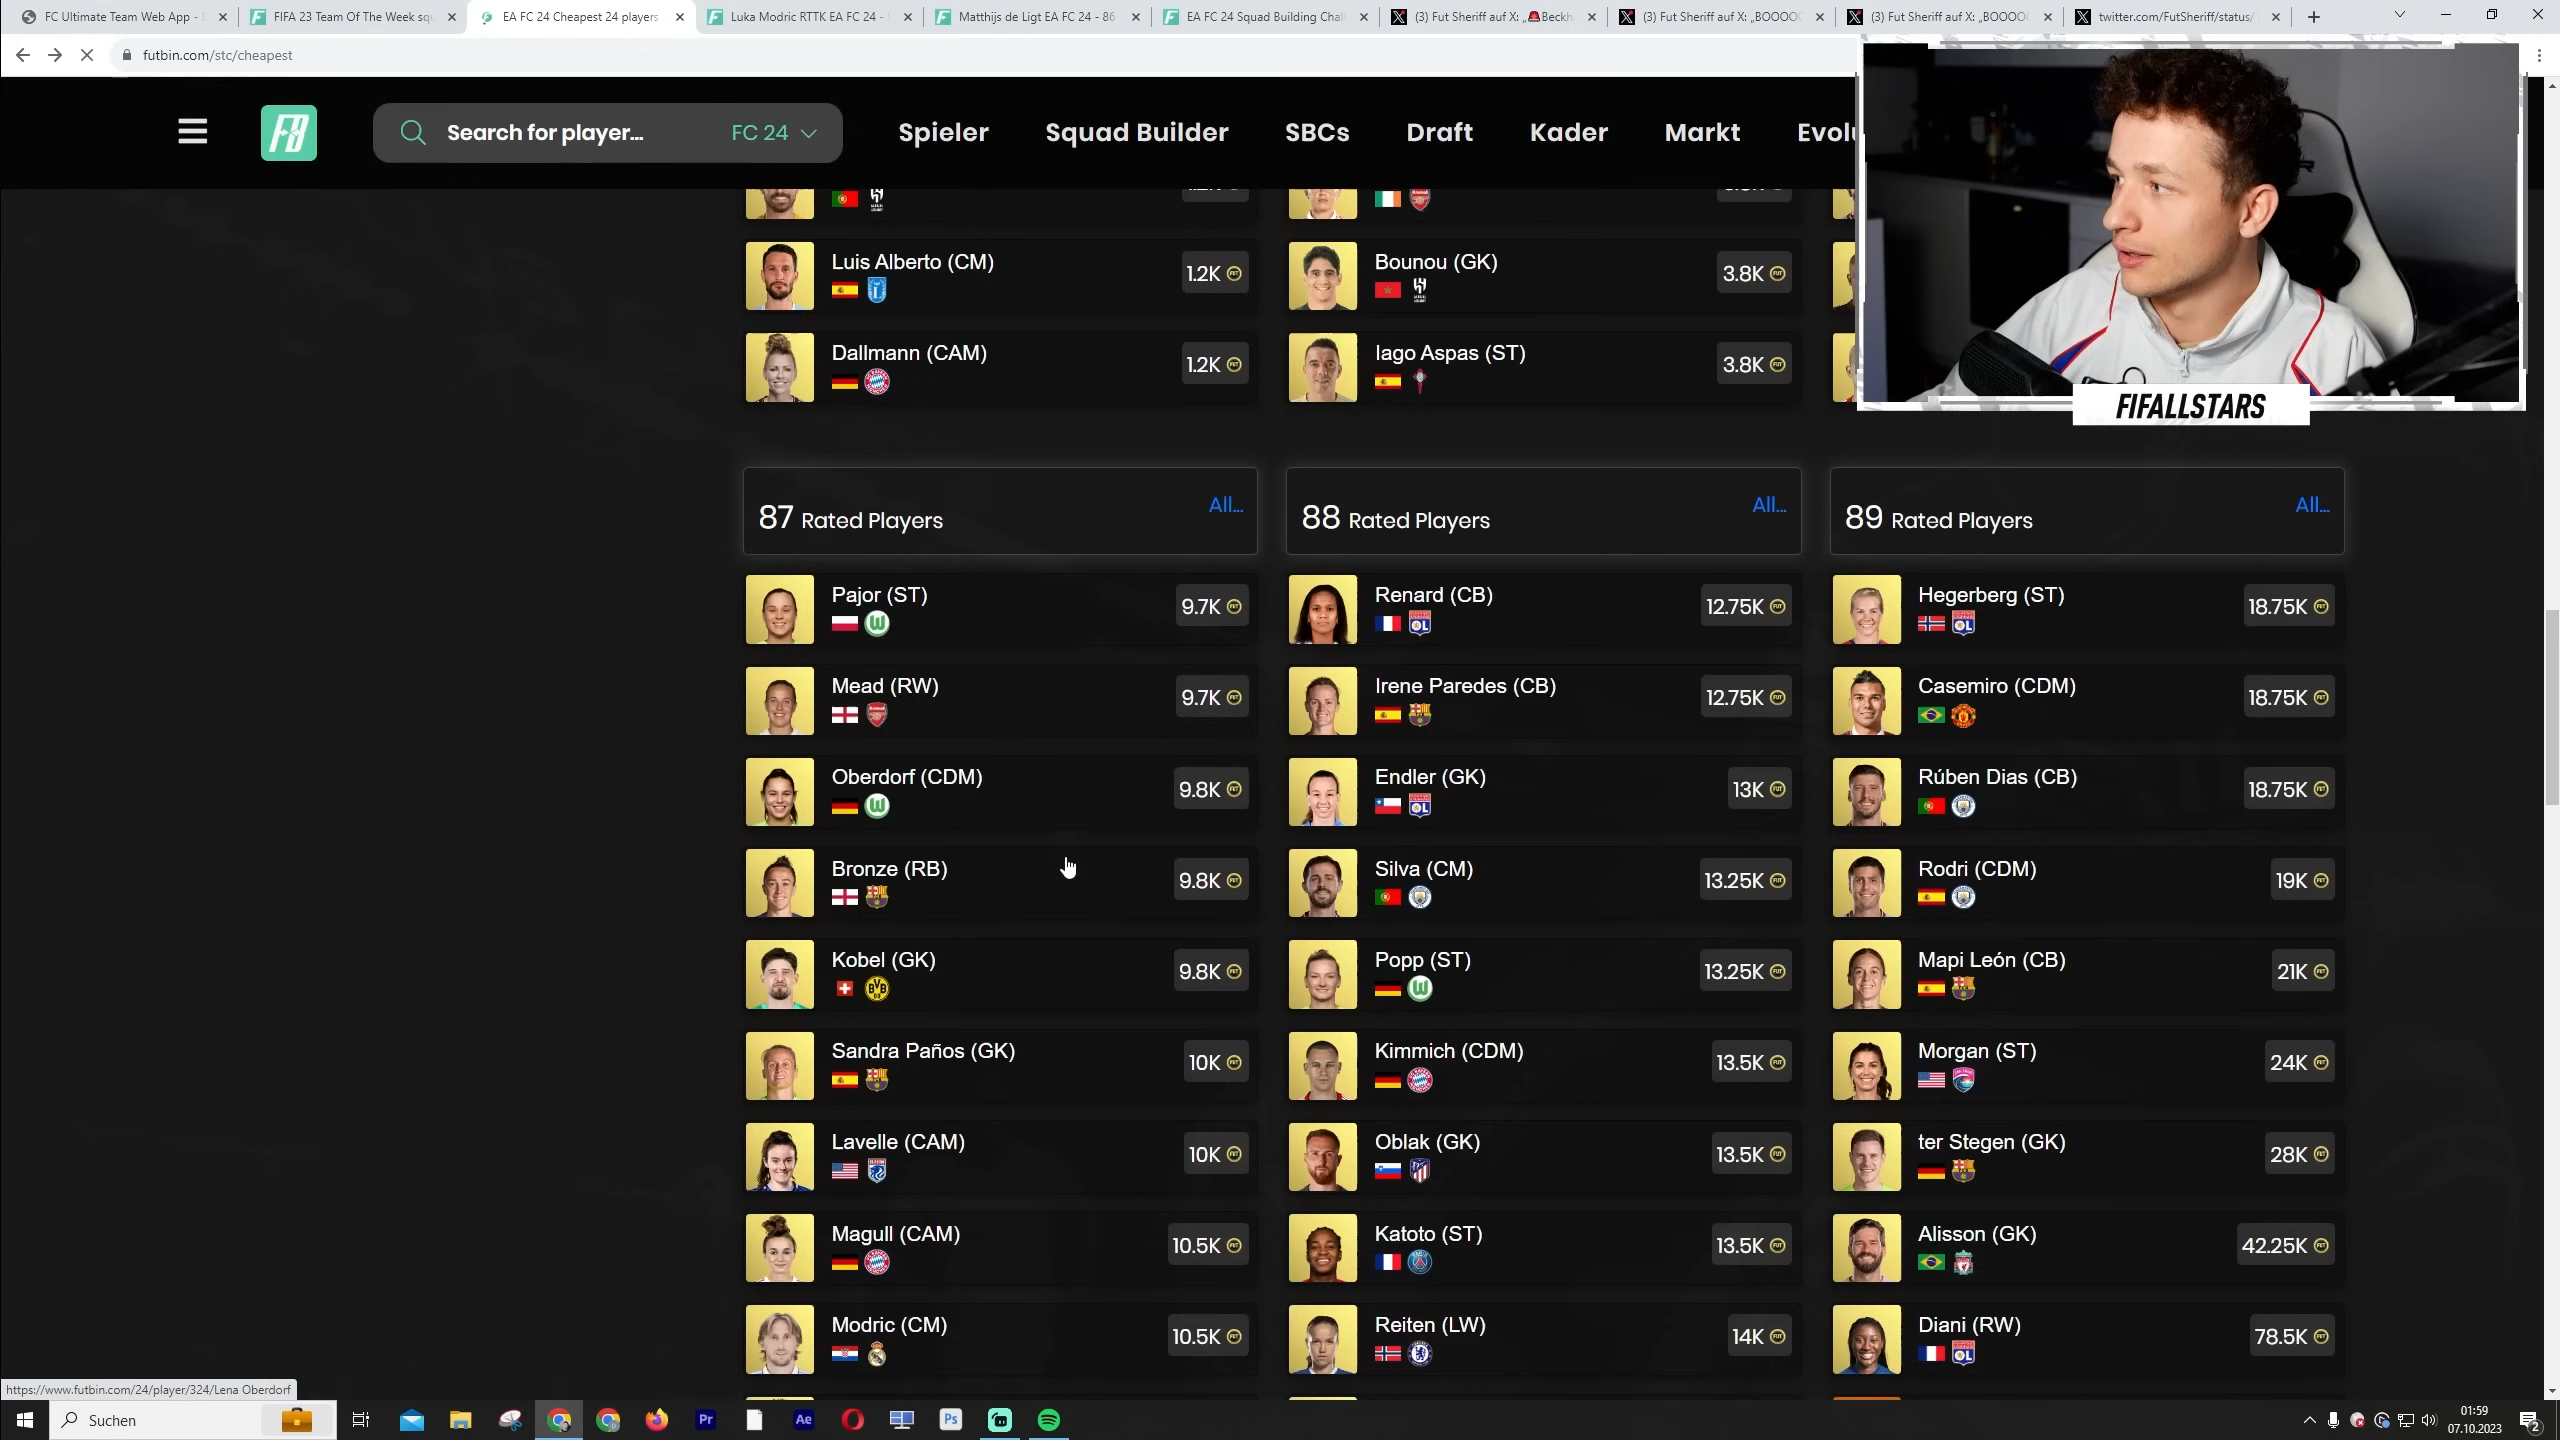 FC Ultimate Team Web App - 
FIFA 23 Team Of The Week squ
EA FC 24 Cheapest 24 players
Luka Modric RTTK EA FC 24 - 
Matthijs de Ligt EA FC 24 - 86
EA FC 24 Squad Building Chal
(3) Fut Sheriff auf X: „🚨Beckh
(3) Fut Sheriff auf X: „BOOOO
(3) Fut Sheriff auf X: „BOOOO
twitter.com/FutSheriff/status/
futbin.com/stc/cheapest
Search for player...
FC 24
Spieler
Squad Builder
SBCs
Draft
Kader
Markt
Evolu
Luis Alberto (CM)
1.2K
Bounou (GK)
3.8K
Dallmann (CAM)
1.2K
Iago Aspas (ST)
3.8K
FIFALLSTARS
87 Rated Players
All...
88 Rated Players
All...
89 Rated Players
All...
Pajor (ST)
9.7K
Renard (CB)
12.75K
Hegerberg (ST)
18.75K
Mead (RW)
9.7K
Irene Paredes (CB)
12.75K
Casemiro (CDM)
18.75K
Oberdorf (CDM)
9.8K
Endler (GK)
13K
Rúben Dias (CB)
18.75K
Bronze (RB)
9.8K
Silva (CM)
13.25K
Rodri (CDM)
19K
Kobel (GK)
9.8K
Popp (ST)
13.25K
Mapi León (CB)
21K
Sandra Paños (GK)
10K
Kimmich (CDM)
13.5K
Morgan (ST)
24K
Lavelle (CAM)
10K
Oblak (GK)
13.5K
ter Stegen (GK)
28K
Magull (CAM)
10.5K
Katoto (ST)
13.5K
Alisson (GK)
42.25K
Modric (CM)
10.5K
Reiten (LW)
14K
Diani (RW)
78.5K
https://www.futbin.com/24/player/324/Lena Oberdorf
Suchen
Pr
Ae
Ps
01:59
07.10.2023
2